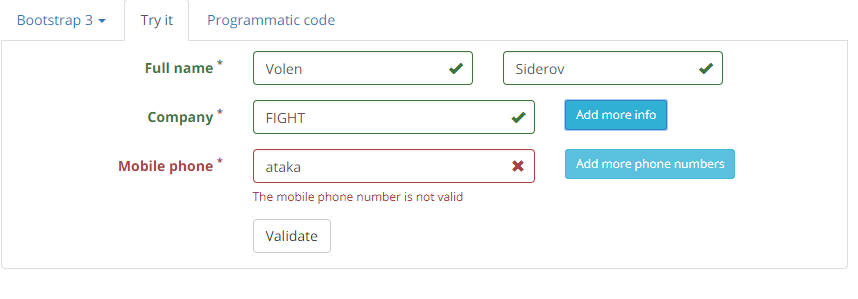 Bootstrap 3 Try it Programmatic code
Full name * Volen Siderov
Company * FIGHT Add more info
Mobile phone * ataka Add more phone numbers
The mobile phone number is not valid
Validate